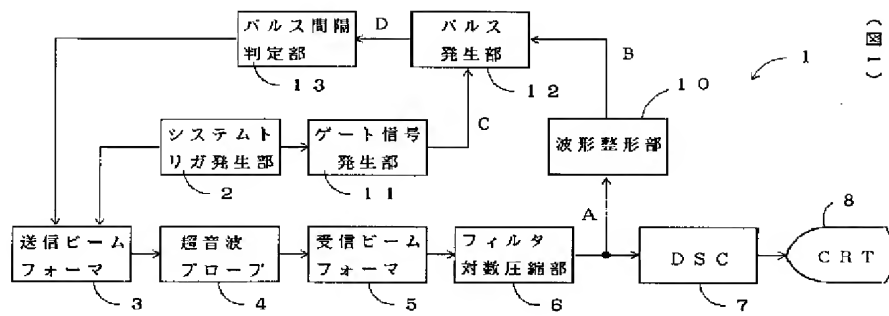 (図1)
パルス間隔
判定部
13
D
パルス
発生部
12
B
1
10
C
システムト
リガ発生部
2
ゲート信号
発生部
11
波形整形部
A
8
送信ビーム
フォーマ
3
超音波
プローブ
4
受信ビーム
フォーマ
5
フィルタ
対数圧縮部
6
DSC
7
CRT